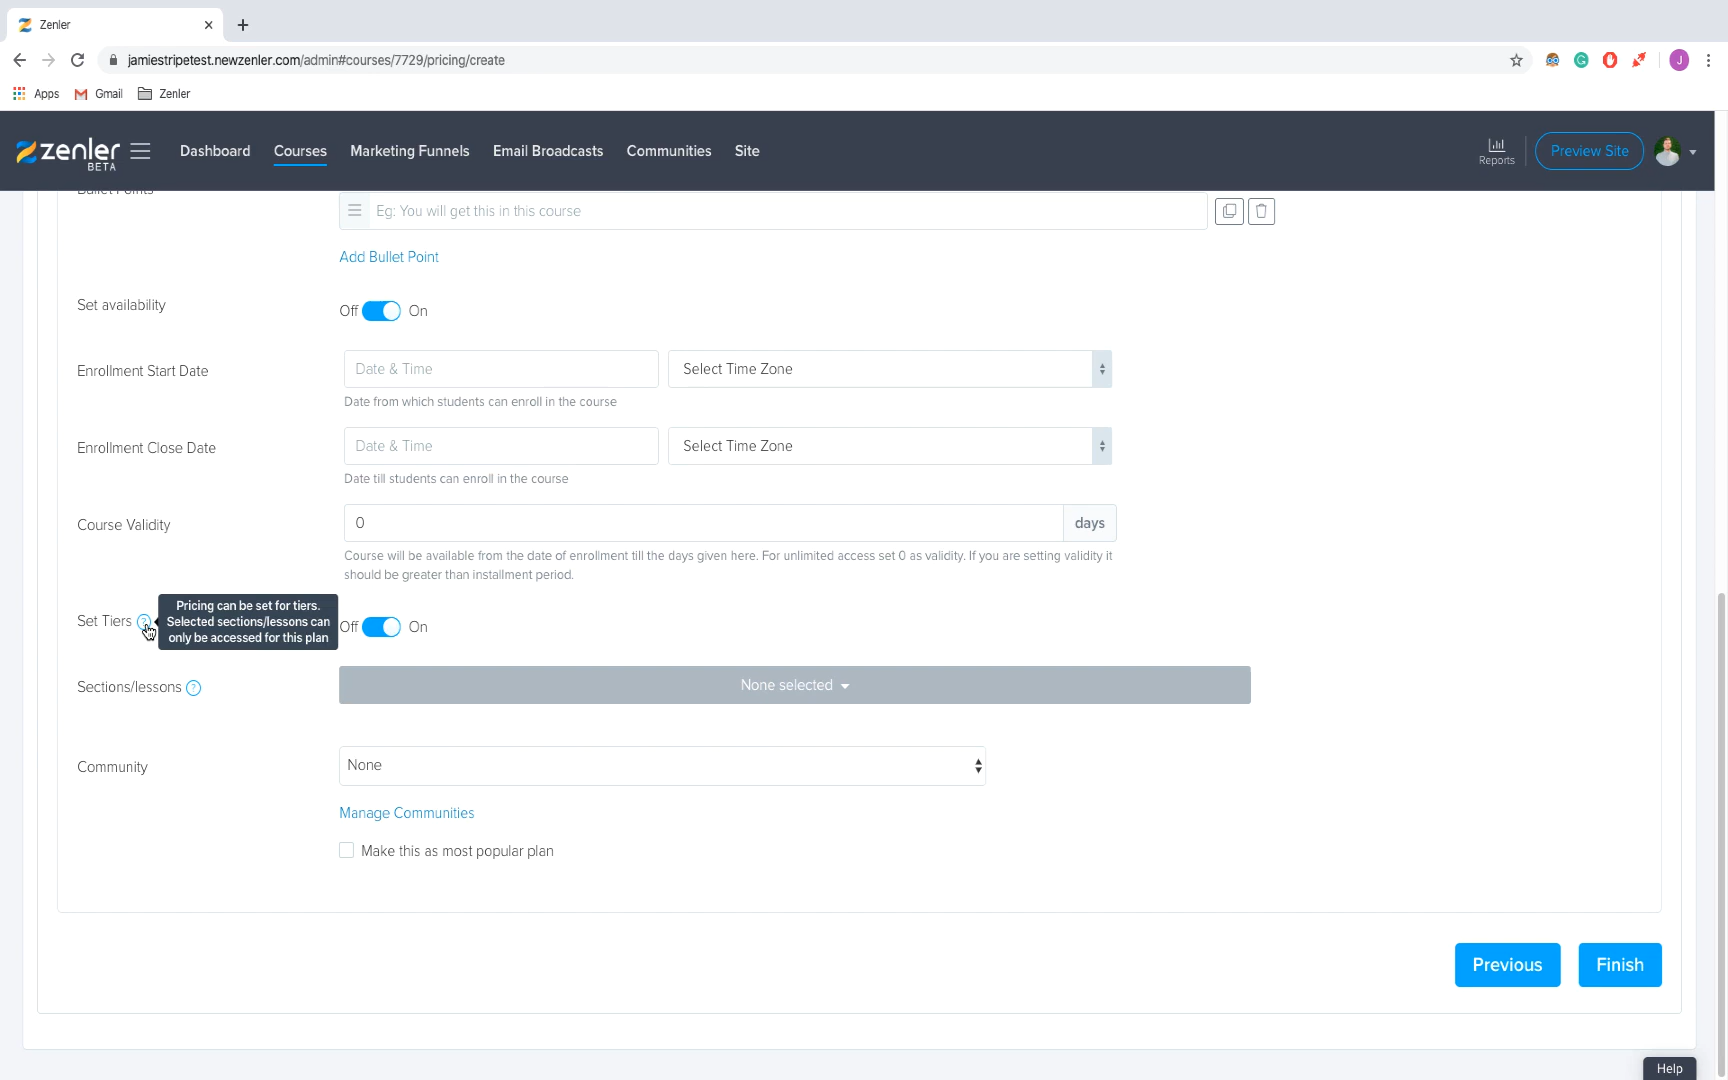 Zenler
jamiestripetest.newzenler.com/admin#courses/7729/pricing/create
J
Apps Gmail Zenler
zenler
BETA
Dashboard Courses Marketing Funnels Email Broadcasts Communities Site
Reports
Preview Site
Bullet Points
Eg: You will get this in this course
Add Bullet Point
Set availability
Off On
Enrollment Start Date
Date & Time
Select Time Zone
Date from which students can enroll in the course
Enrollment Close Date
Date & Time
Select Time Zone
Date till students can enroll in the course
Course Validity
0
days
Course will be available from the date of enrollment till the days given here. For unlimited access set 0 as validity. If you are setting validity it
should be greater than installment period.
Set Tiers ?
Pricing can be set for tiers.
Selected sections/lessons can
only be accessed for this plan
Off On
Sections/lessons ?
None selected
Community
None
Manage Communities
Make this as most popular plan
Previous
Finish
Help